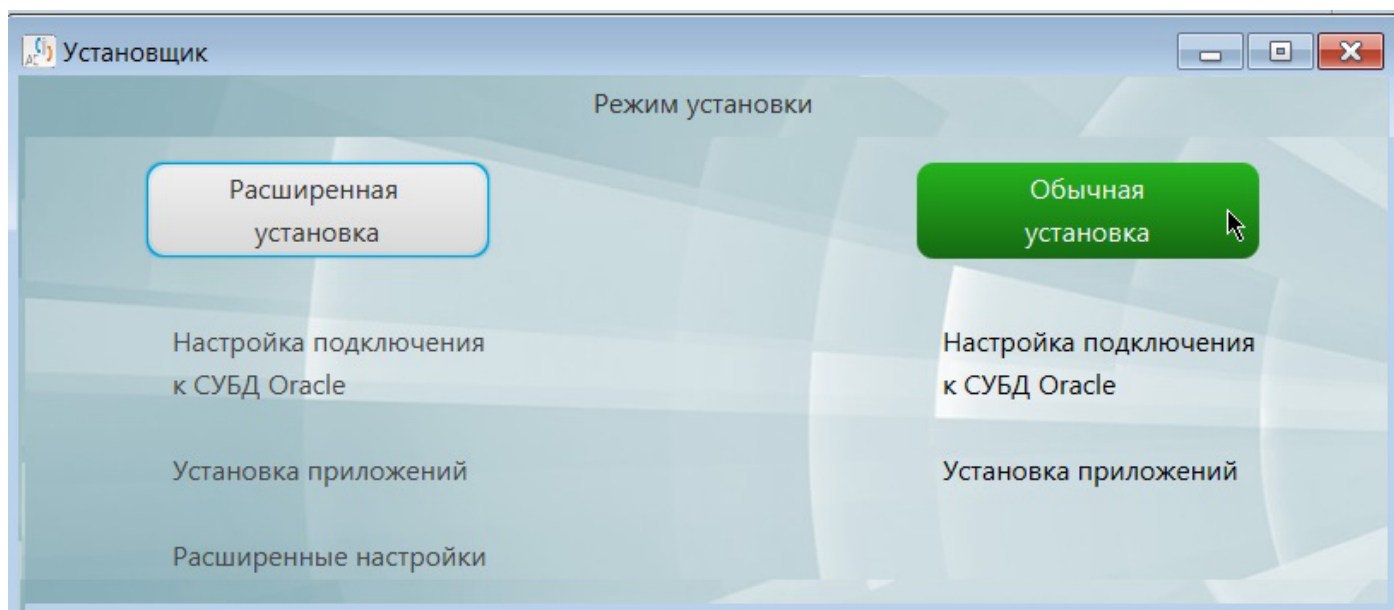 Установщик
Режим установки
Расширенная
установка
Обычная
установка
Настройка подключения
к СУБД Oracle
Установка приложений
Расширенные настройки
Настройка подключения
к СУБД Oracle
Установка приложений